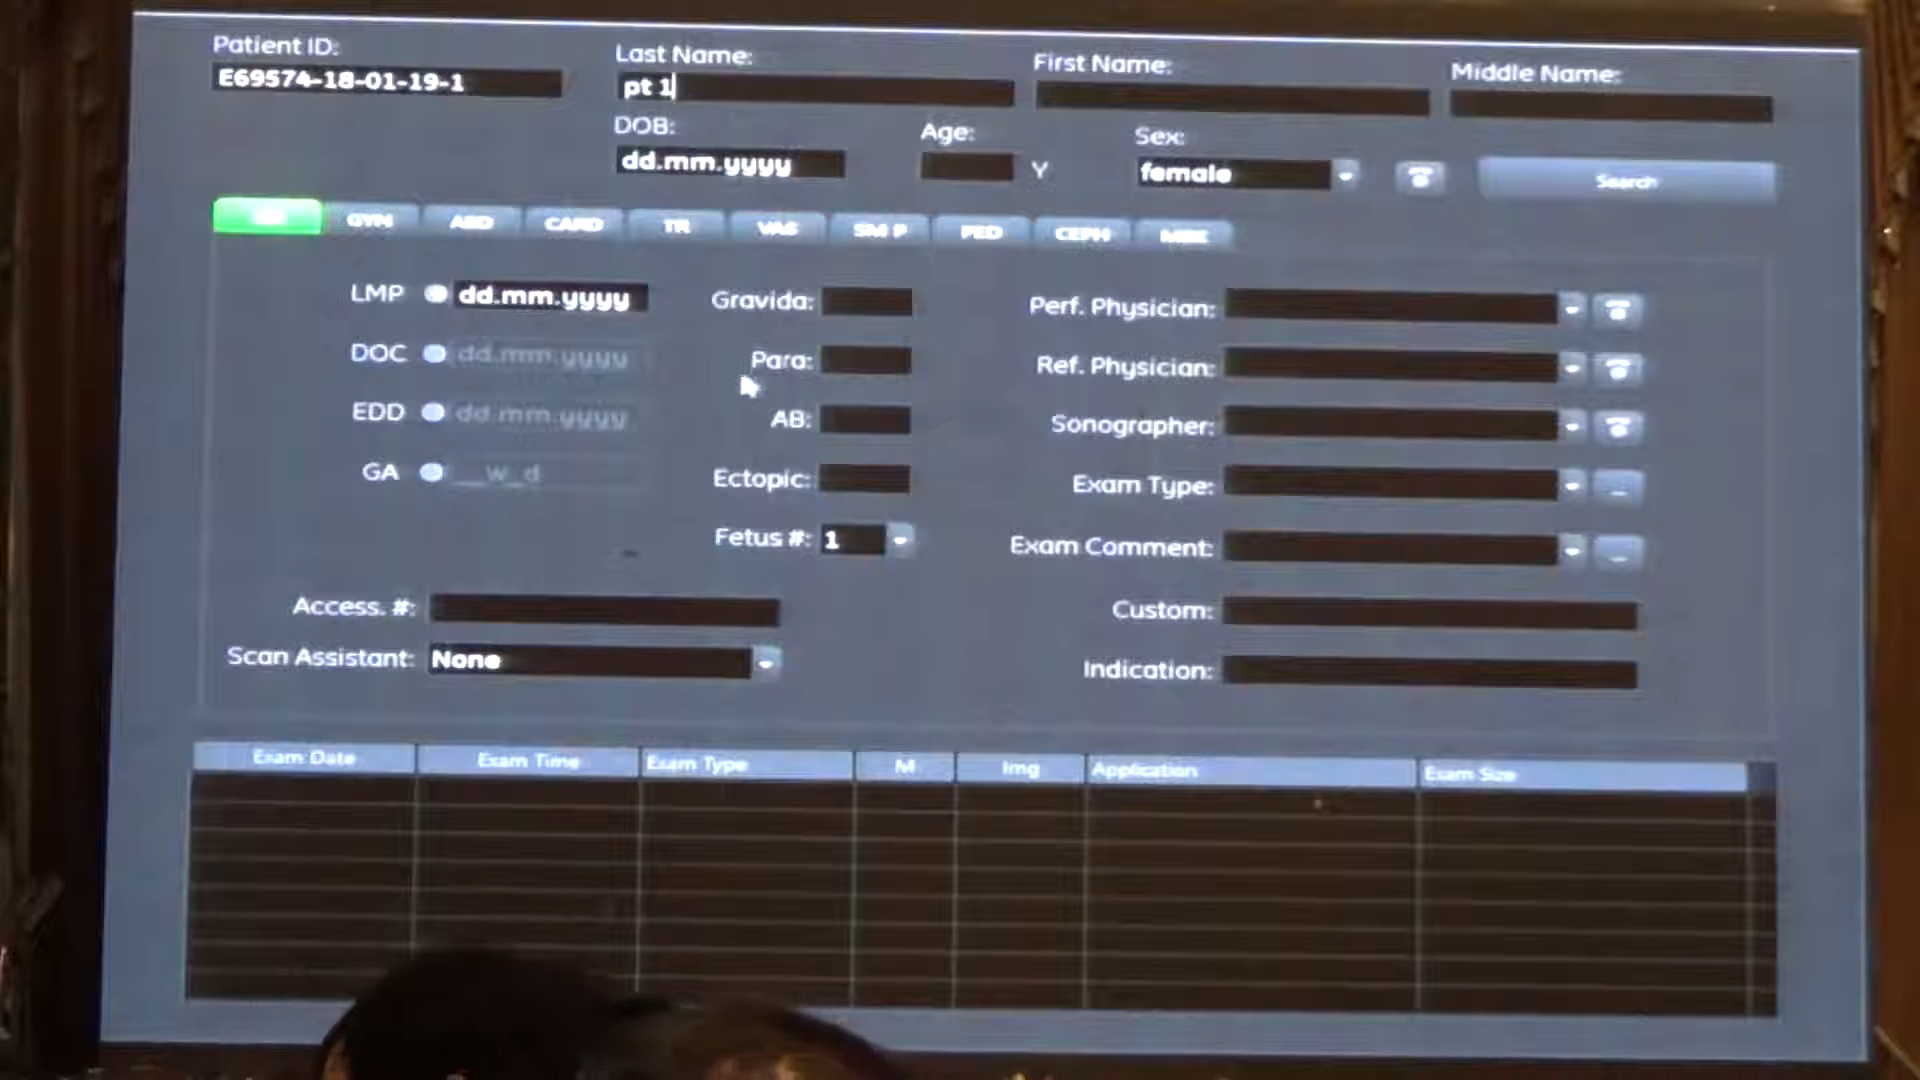 Patient ID: Last Name: First Name: Middle Name:
E69574-18-01-19-1 pt 1
DOB: Age: Sex:
dd.mm.yyyy Y female Search
GYN ABD CARD TR VAS SM P PED CEPH
LMP dd.mm.yyyy Gravida: Perf. Physician:
DOC dd.mm.yyyy Para: Ref. Physician:
EDD dd.mm.yyyy AB: Sonographer:
GA __w_d Ectopic: Exam Type:
Fetus #: 1 Exam Comment:
Access. #: Custom:
Scan Assistant: None Indication:
Exam Date Exam Time Exam Type M Img Application Exam Size